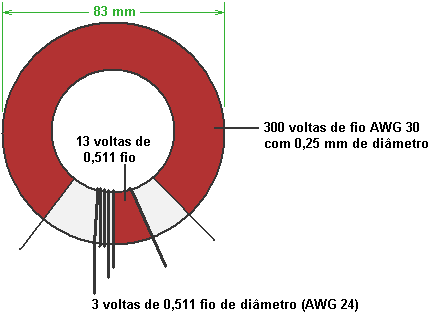 83 mm
300 voltas de fio AWG 30
com 0,25 mm de diâmetro
13 voltas de
0,511 fio
3 voltas de 0,511 fio de diâmetro (AWG 24)